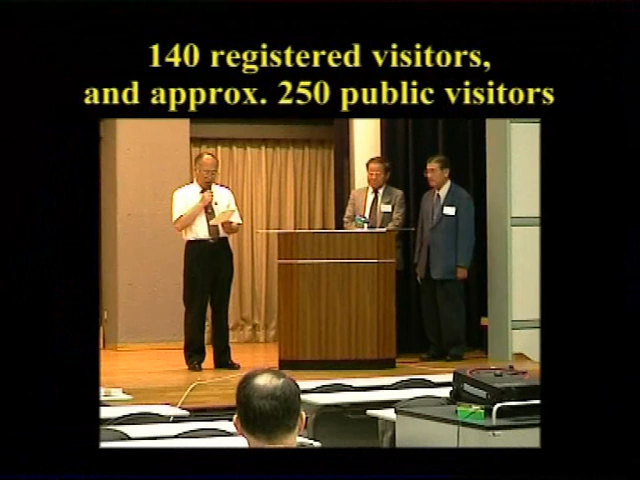 140 registered visitors,
and approx. 250 public visitors